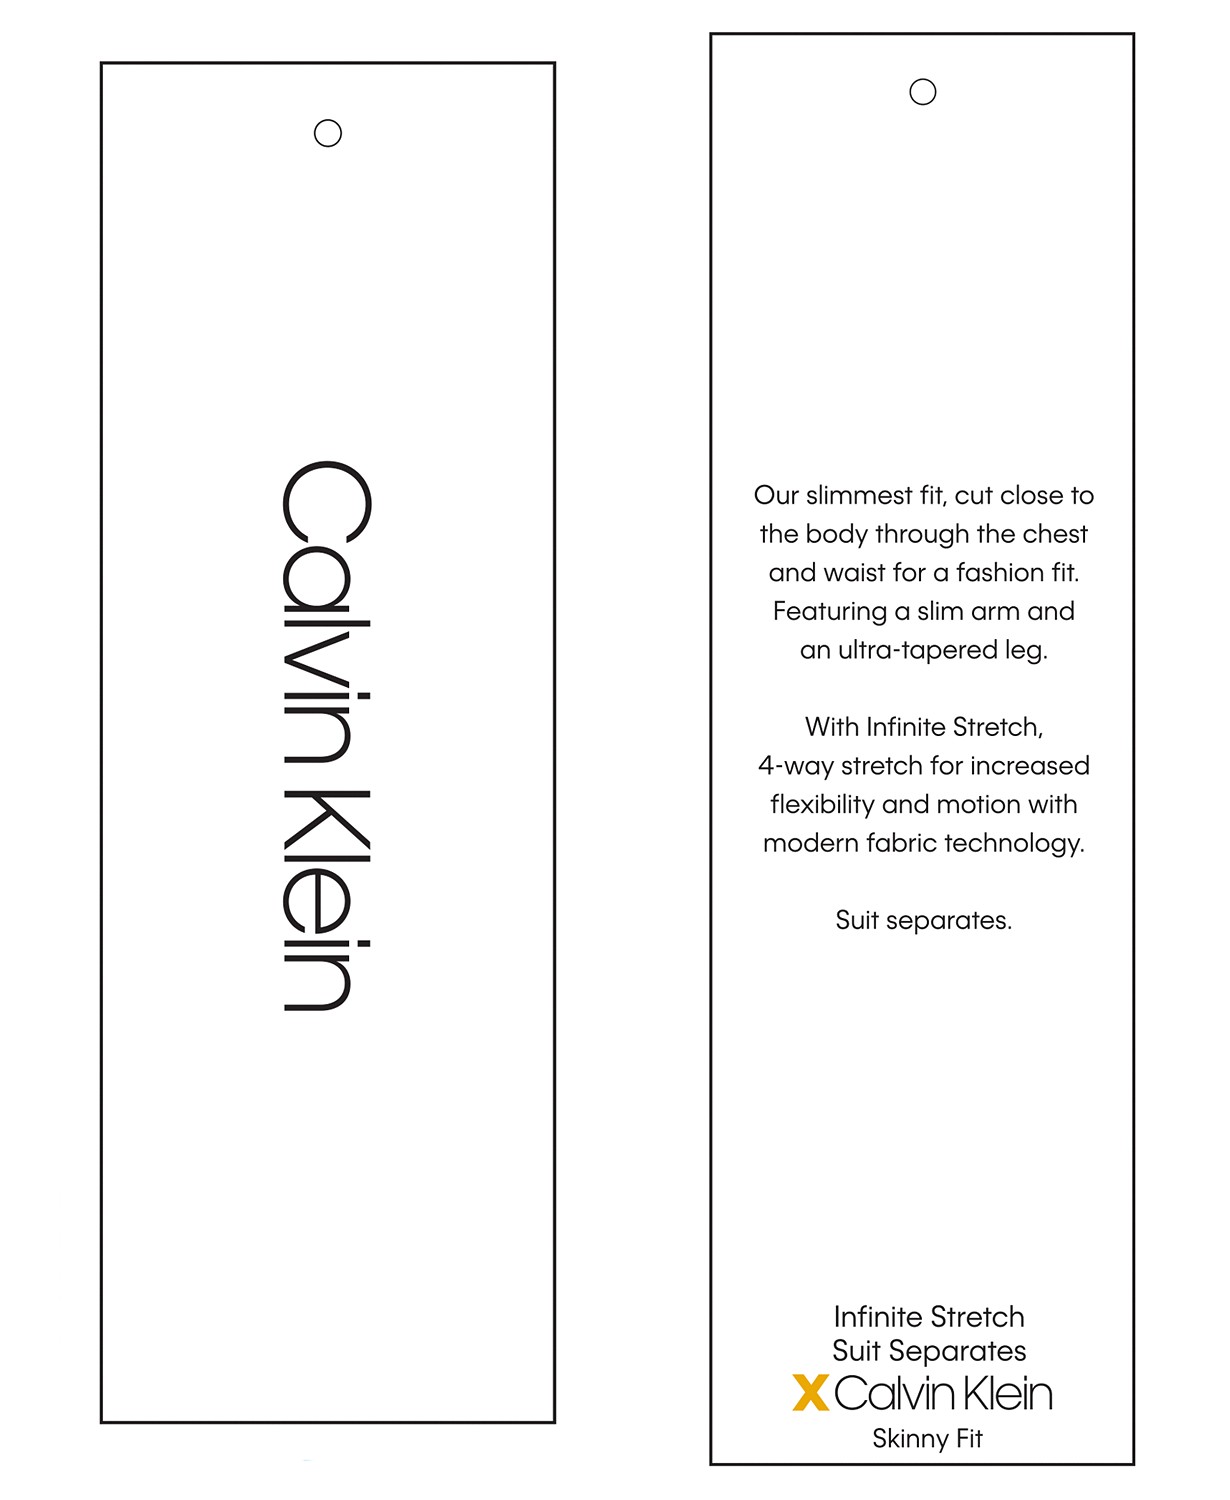 Calvin Klein
Our slimmest fit, cut close to
the body through the chest
and waist for a fashion fit.
Featuring a slim arm and
an ultra-tapered leg.
With Infinite Stretch,
4-way stretch for increased
flexibility and motion with
modern fabric technology.
Suit separates.
Infinite Stretch
Suit Separates
X Calvin Klein
Skinny Fit